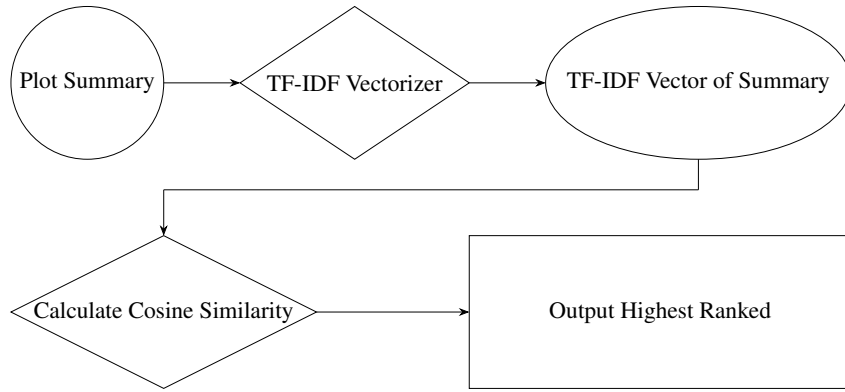 Plot Summary
TF-IDF Vectorizer
TF-IDF Vector of Summary
Calculate Cosine Similarity
Output Highest Ranked